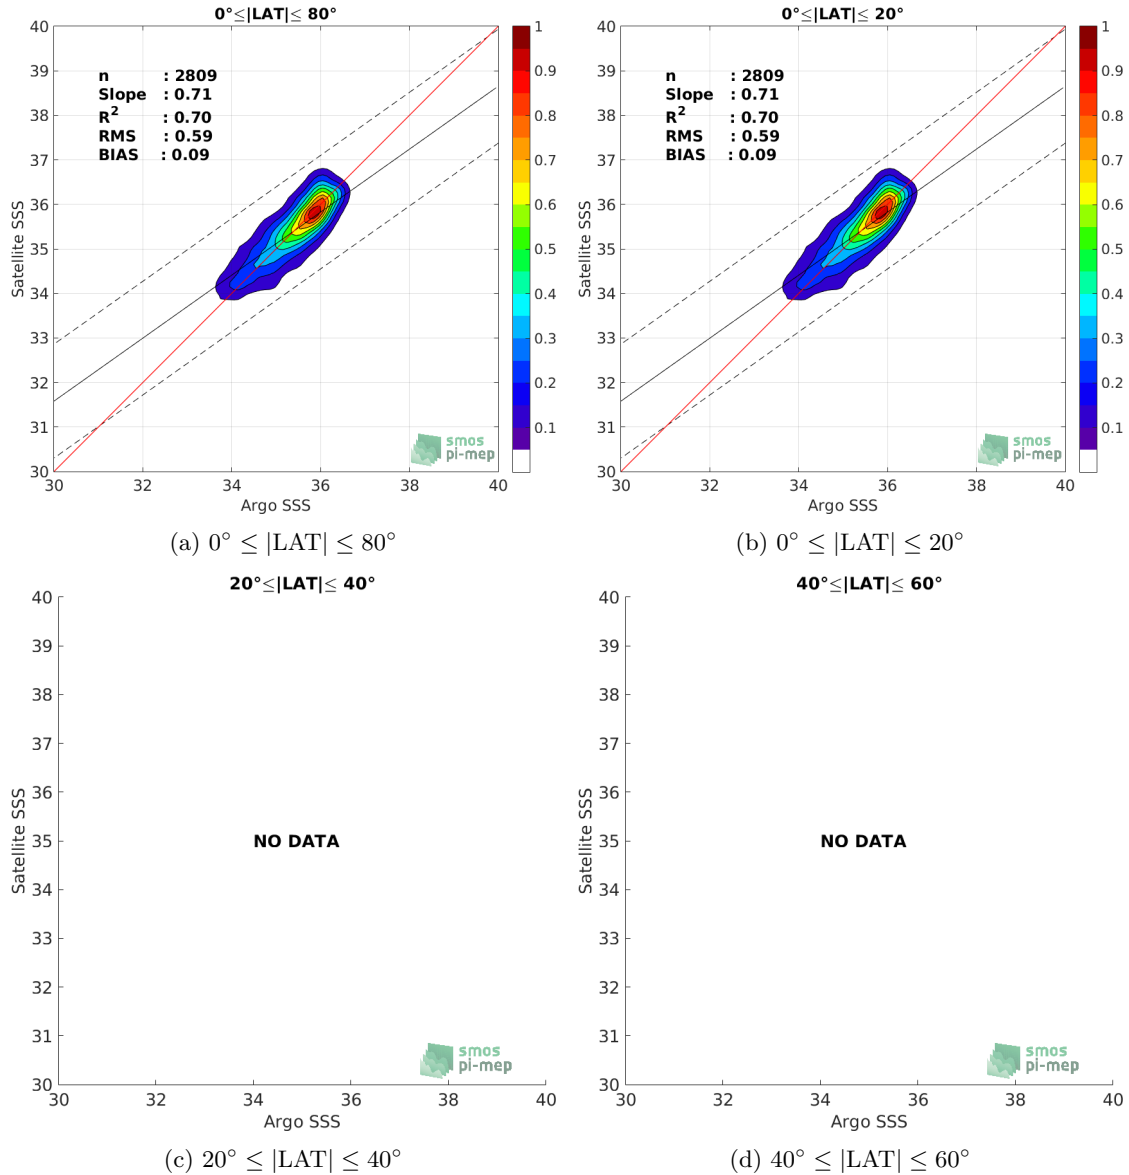 0°≤|LAT|≤ 80°
40
39
38
37
36
35
34
33
32
31
30
Satellite SSS
n : 2809
Slope : 0.71
R² : 0.70
RMS : 0.59
BIAS : 0.09
1
0.9
0.8
0.7
0.6
0.5
0.4
0.3
0.2
0.1
smos
pi-mep
30 32 34 36 38 40
Argo SSS
(a) 0° ≤ |LAT| ≤ 80°
0°≤|LAT|≤ 20°
40
39
38
37
36
35
34
33
32
31
30
Satellite SSS
n : 2809
Slope : 0.71
R² : 0.70
RMS : 0.59
BIAS : 0.09
1
0.9
0.8
0.7
0.6
0.5
0.4
0.3
0.2
0.1
smos
pi-mep
30 32 34 36 38 40
Argo SSS
(b) 0° ≤ |LAT| ≤ 20°
20°≤|LAT|≤ 40°
40
39
38
37
36
35
34
33
32
31
30
Satellite SSS
NO DATA
smos
pi-mep
30 32 34 36 38 40
Argo SSS
(c) 20° ≤ |LAT| ≤ 40°
40°≤|LAT|≤ 60°
40
39
38
37
36
35
34
33
32
31
30
Satellite SSS
NO DATA
smos
pi-mep
30 32 34 36 38 40
Argo SSS
(d) 40° ≤ |LAT| ≤ 60°